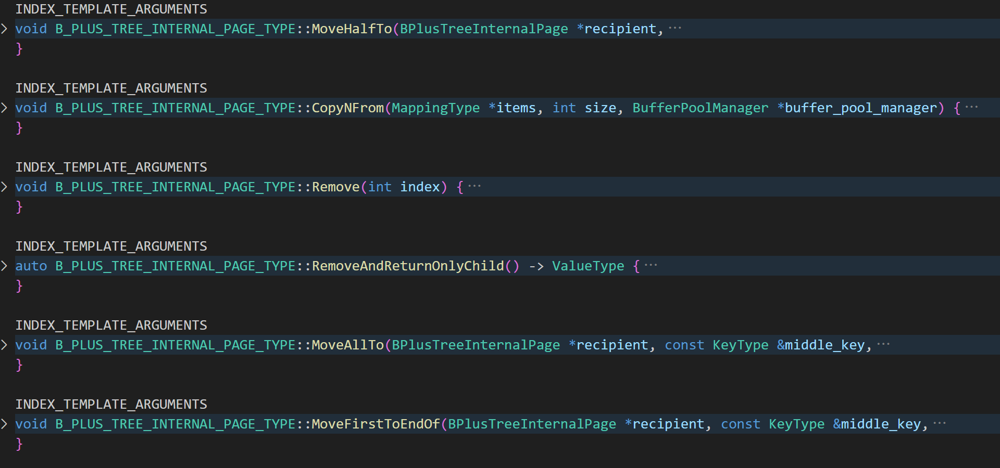 INDEX_TEMPLATE_ARGUMENTS
void B_PLUS_TREE_INTERNAL_PAGE_TYPE::MoveHalfTo(BPlusTreeInternalPage *recipient,···
}
INDEX_TEMPLATE_ARGUMENTS
void B_PLUS_TREE_INTERNAL_PAGE_TYPE::CopyNFrom(MappingType *items, int size, BufferPoolManager *buffer_pool_manager) {···
}
INDEX_TEMPLATE_ARGUMENTS
void B_PLUS_TREE_INTERNAL_PAGE_TYPE::Remove(int index) {···
}
INDEX_TEMPLATE_ARGUMENTS
auto B_PLUS_TREE_INTERNAL_PAGE_TYPE::RemoveAndReturnOnlyChild() -> ValueType {···
}
INDEX_TEMPLATE_ARGUMENTS
void B_PLUS_TREE_INTERNAL_PAGE_TYPE::MoveAllTo(BPlusTreeInternalPage *recipient, const KeyType &middle_key,···
}
INDEX_TEMPLATE_ARGUMENTS
void B_PLUS_TREE_INTERNAL_PAGE_TYPE::MoveFirstToEndOf(BPlusTreeInternalPage *recipient, const KeyType &middle_key,···
}